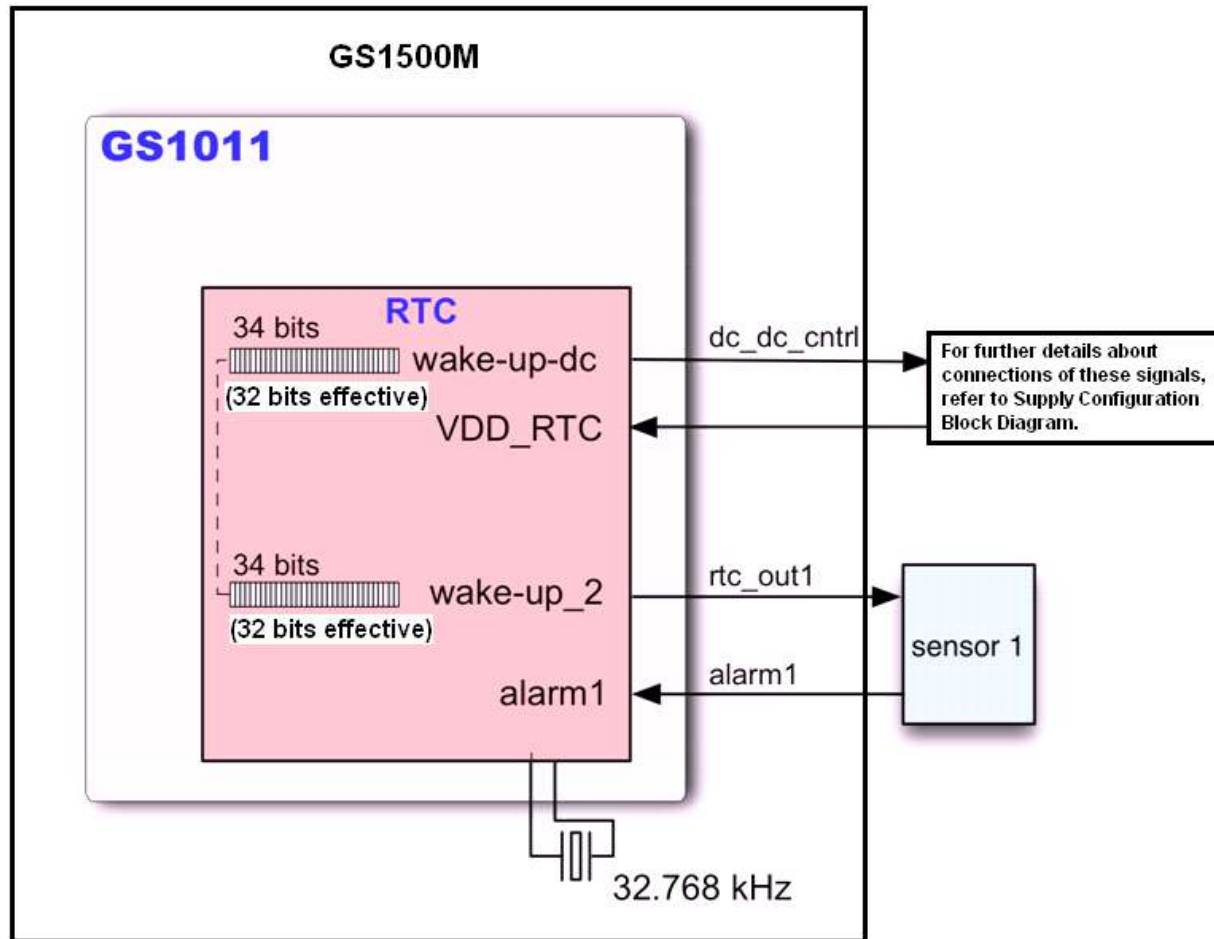 GS1500M
GS1011
RTC
34 bits
wake-up-dc
(32 bits effective)
VDD_RTC
34 bits
wake-up_2
(32 bits effective)
alarm1
dc_dc_cntrl
For further details about
connections of these signals,
refer to Supply Configuration
Block Diagram.
rtc_out1
alarm1
sensor 1
32.768 kHz